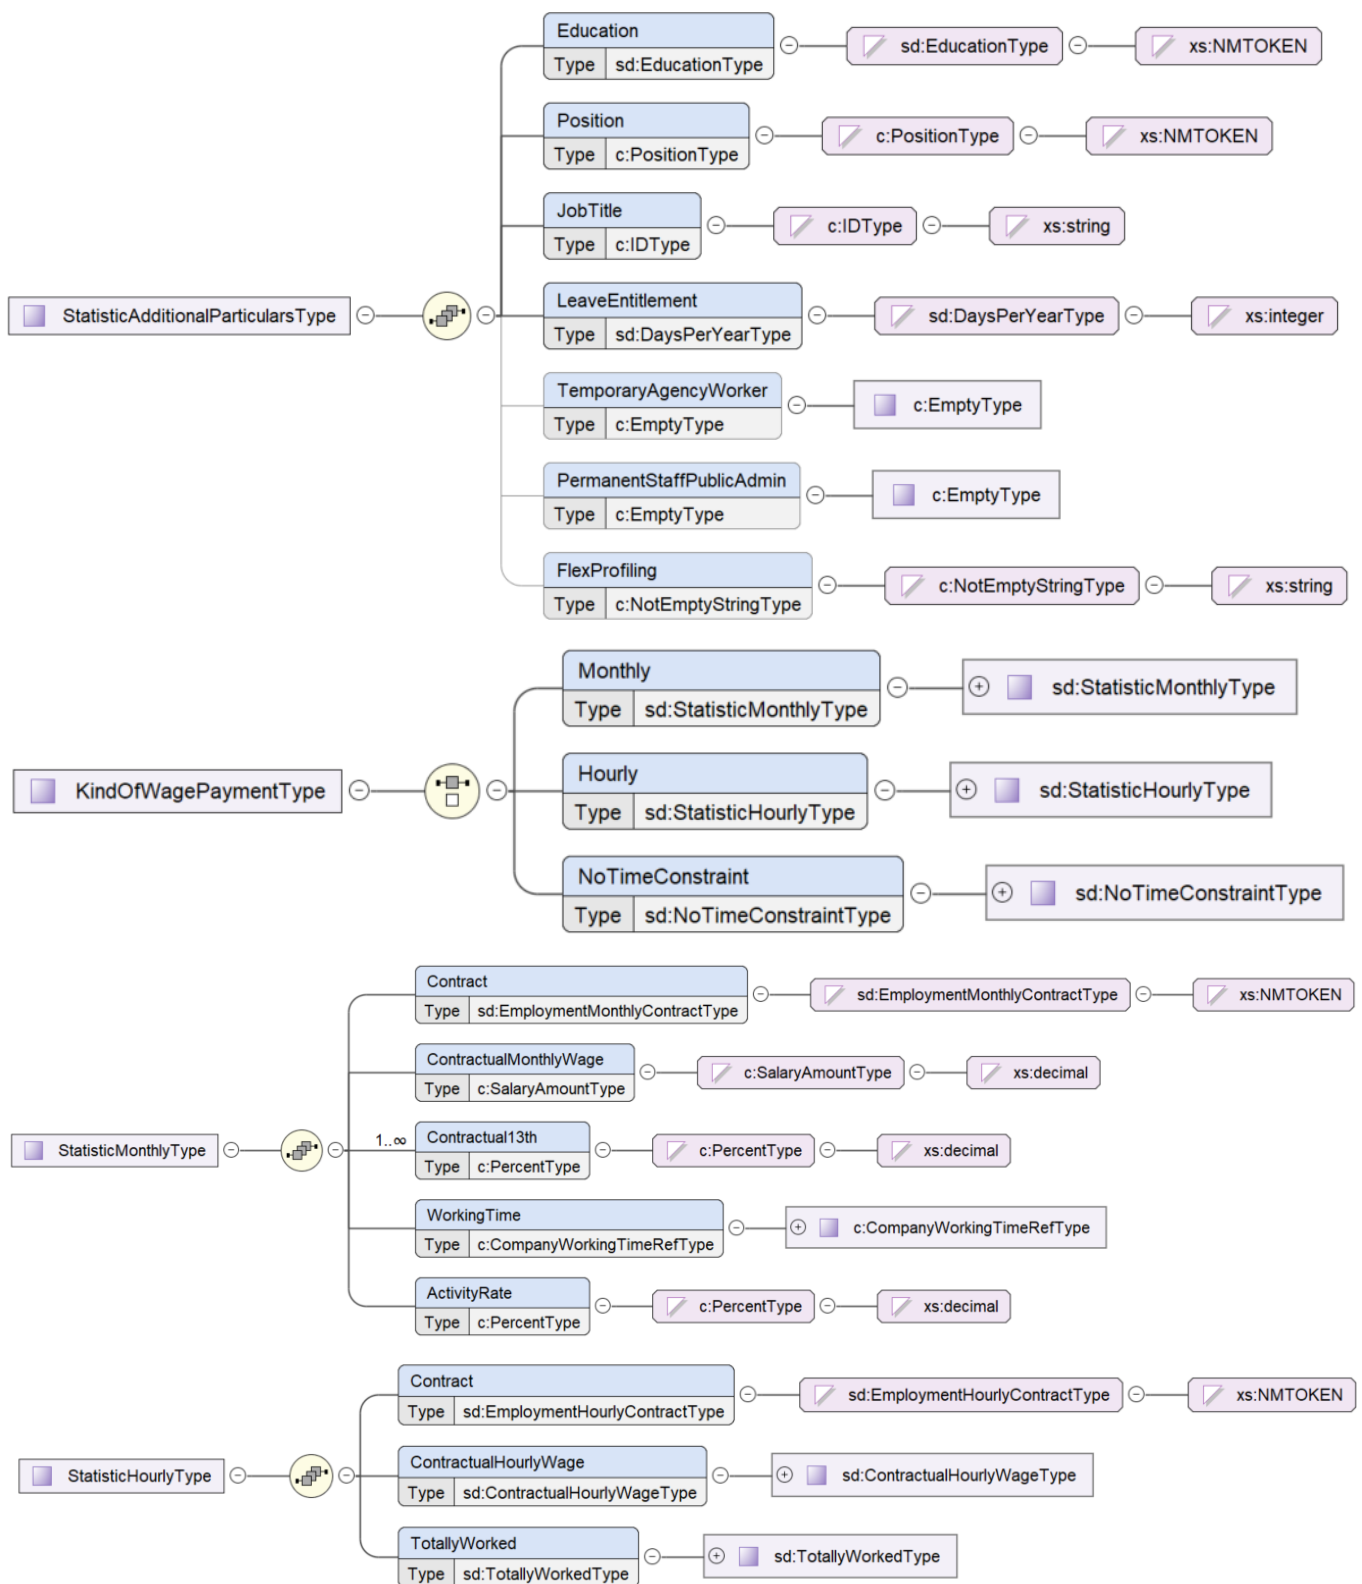 Education
Type sd:EducationType
sd:EducationType
xs:NMTOKEN
Position
Type c:PositionType
c:PositionType
xs:NMTOKEN
JobTitle
Type c:IDType
c:IDType
xs:string
StatisticAdditionalParticularsType
LeaveEntitlement
Type sd:DaysPerYearType
sd:DaysPerYearType
xs:integer
TemporaryAgencyWorker
Type c:EmptyType
c:EmptyType
PermanentStaffPublicAdmin
Type c:EmptyType
c:EmptyType
FlexProfiling
Type c:NotEmptyStringType
c:NotEmptyStringType
xs:string
KindOfWagePaymentType
Monthly
Type sd:StatisticMonthlyType
sd:StatisticMonthlyType
Hourly
Type sd:StatisticHourlyType
sd:StatisticHourlyType
NoTimeConstraint
Type sd:NoTimeConstraintType
sd:NoTimeConstraintType
StatisticMonthlyType
Contract
Type sd:EmploymentMonthlyContractType
sd:EmploymentMonthlyContractType
xs:NMTOKEN
ContractualMonthlyWage
Type c:SalaryAmountType
c:SalaryAmountType
xs:decimal
1..∞
Contractual13th
Type c:PercentType
c:PercentType
xs:decimal
WorkingTime
Type c:CompanyWorkingTimeRefType
c:CompanyWorkingTimeRefType
ActivityRate
Type c:PercentType
c:PercentType
xs:decimal
StatisticHourlyType
Contract
Type sd:EmploymentHourlyContractType
sd:EmploymentHourlyContractType
xs:NMTOKEN
ContractualHourlyWage
Type sd:ContractualHourlyWageType
sd:ContractualHourlyWageType
TotallyWorked
Type sd:TotallyWorkedType
sd:TotallyWorkedType